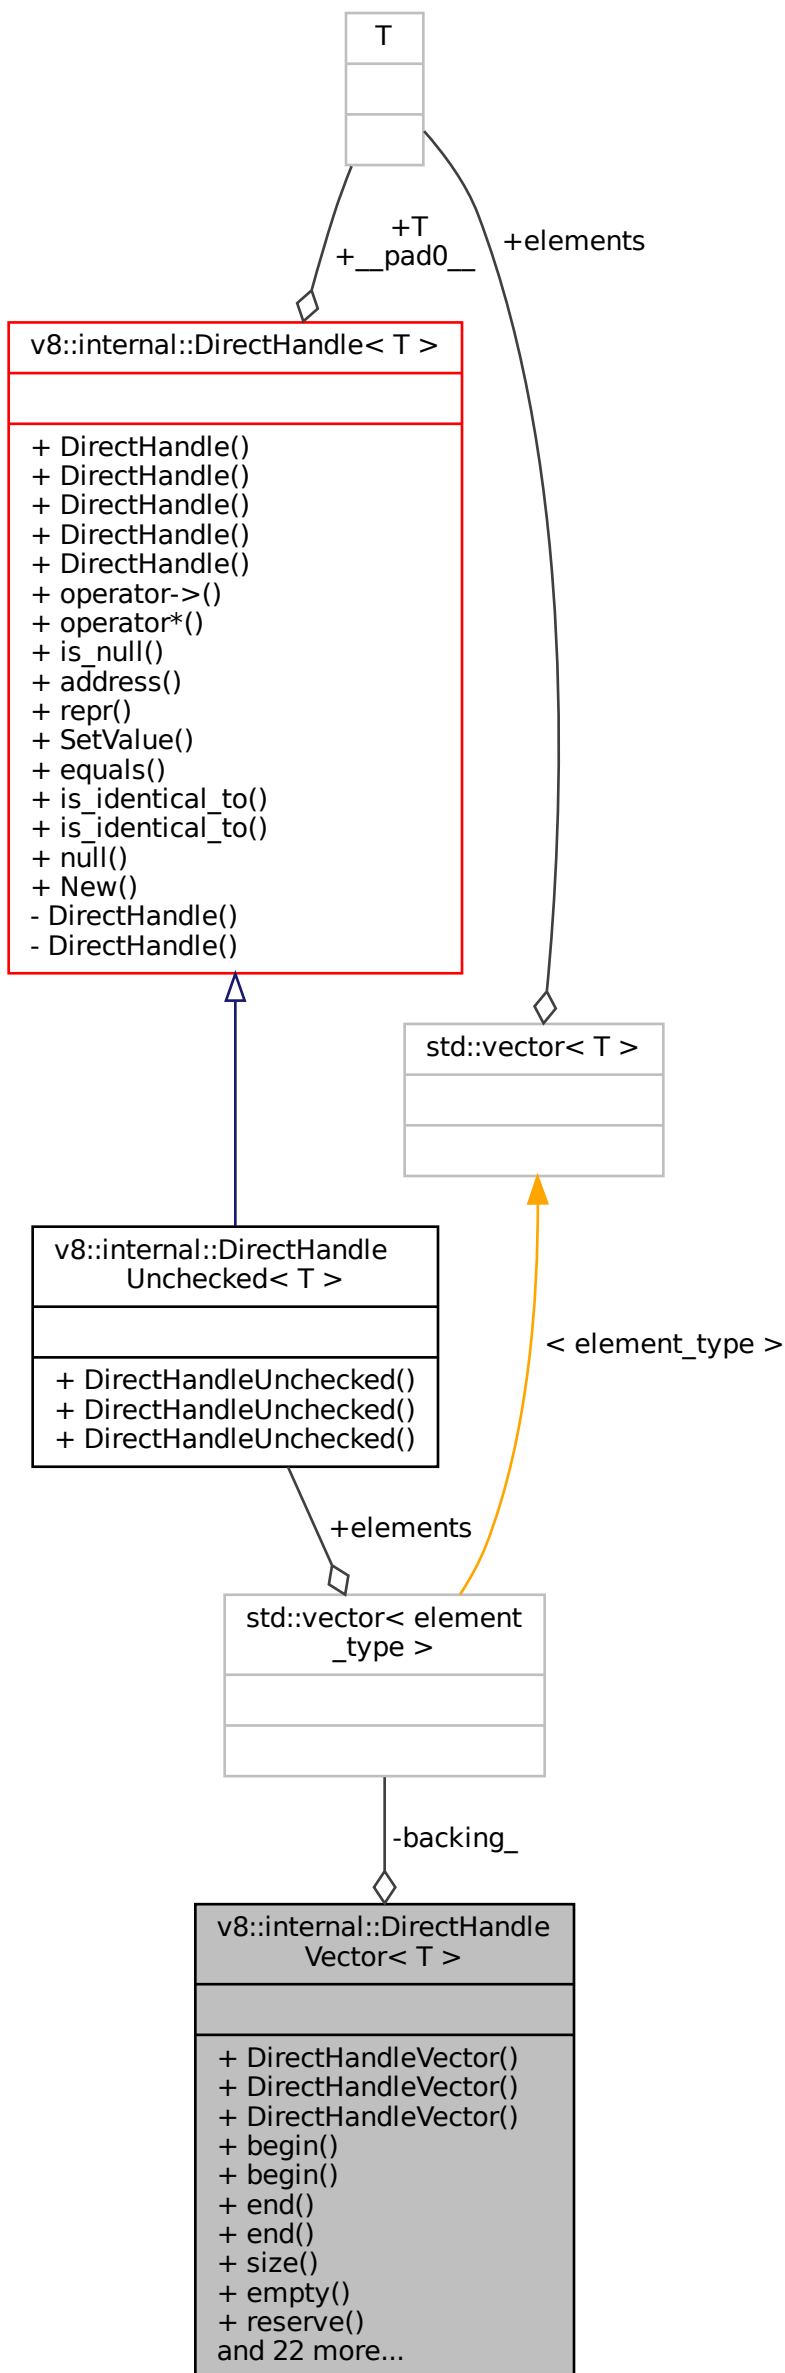 T
+T
+__pad0__
+elements
v8::internal::DirectHandle< T >
+ DirectHandle()
+ DirectHandle()
+ DirectHandle()
+ DirectHandle()
+ DirectHandle()
+ operator->()
+ operator*()
+ is_null()
+ address()
+ repr()
+ SetValue()
+ equals()
+ is_identical_to()
+ is_identical_to()
+ null()
+ New()
- DirectHandle()
- DirectHandle()
std::vector< T >
v8::internal::DirectHandle
Unchecked< T >
+ DirectHandleUnchecked()
+ DirectHandleUnchecked()
+ DirectHandleUnchecked()
< element_type >
+elements
std::vector< element
_type >
-backing_
v8::internal::DirectHandle
Vector< T >
+ DirectHandleVector()
+ DirectHandleVector()
+ DirectHandleVector()
+ begin()
+ begin()
+ end()
+ end()
+ size()
+ empty()
+ reserve()
and 22 more...